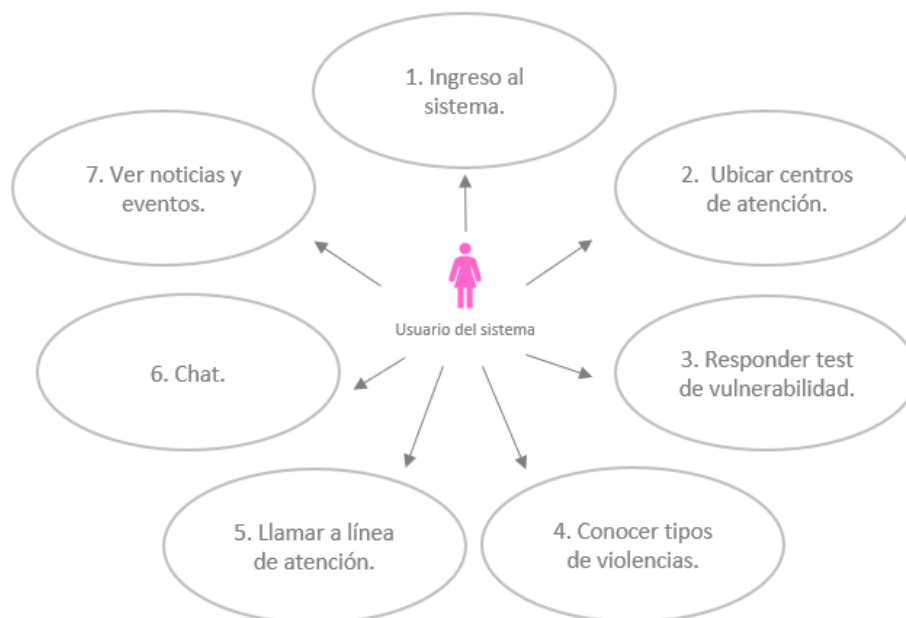 1. Ingreso al
sistema.
2. Ubicar centros
de atención.
3. Responder test
de vulnerabilidad.
4. Conocer tipos
de violencias.
5. Llamar a línea
de atención.
6. Chat.
7. Ver noticias y
eventos.
Usuario del sistema